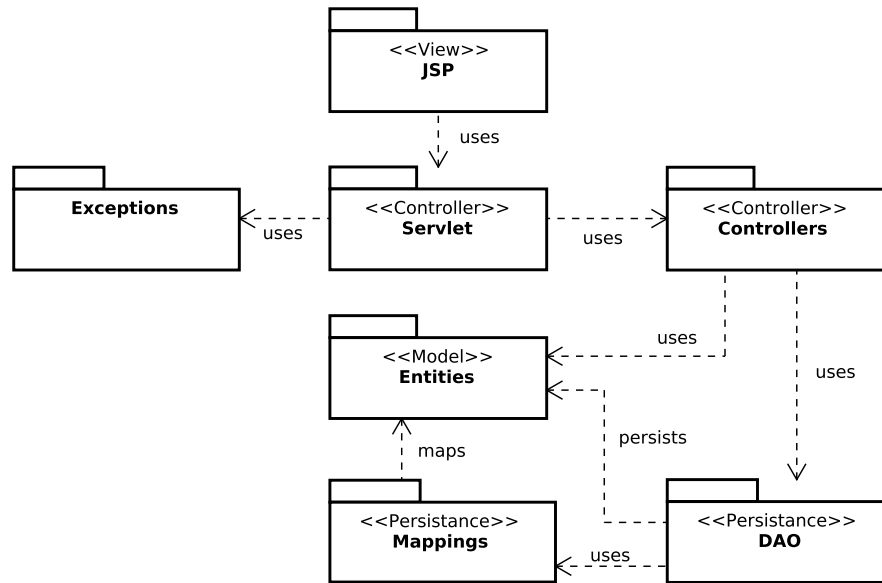 <<View>>
JSP
uses
Exceptions
<<Controller>>
Servlet
<<Controller>>
Controllers
uses
uses
<<Model>>
Entities
uses
uses
persists
maps
<<Persistance>>
Mappings
<<Persistance>>
DAO
uses